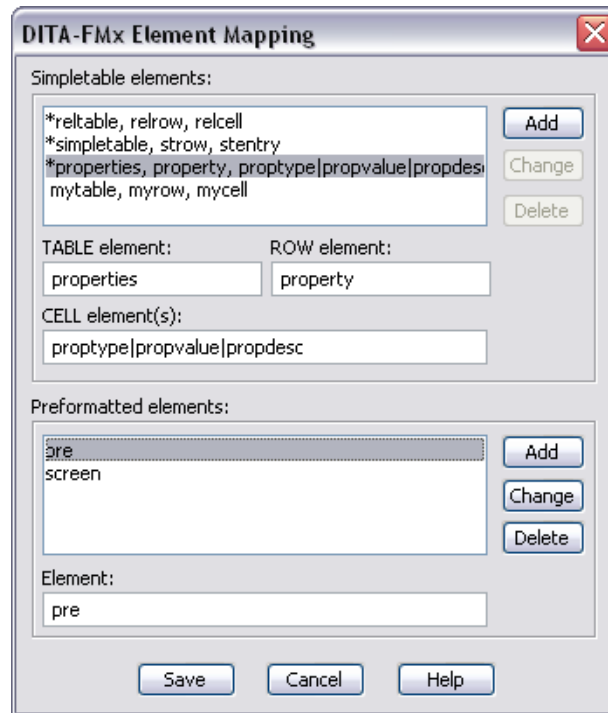 DITA-FMx Element Mapping
Simpletable elements:
*reltable, relrow, relcell
*simpletable, strow, stentry
*properties, property, proptype|propvalue|propdes
mytable, myrow, mycell
Add
Change
Delete
TABLE element:
ROW element:
properties
property
CELL element(s):
proptype|propvalue|propdesc
Preformatted elements:
pre
screen
Add
Change
Delete
Element:
pre
Save
Cancel
Help